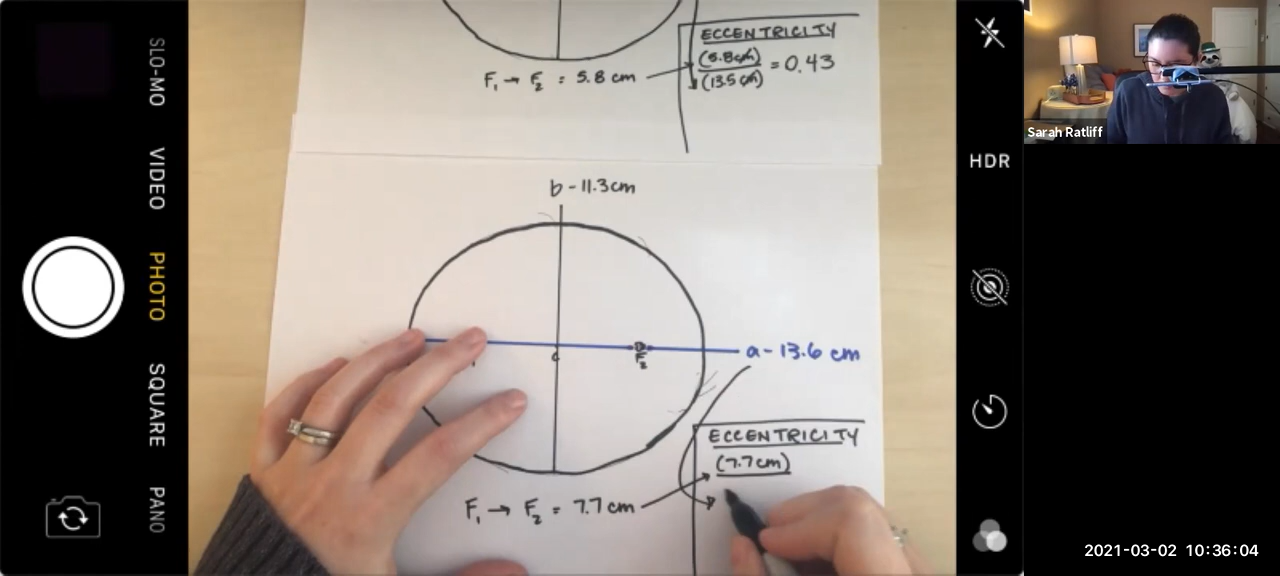 SLO-MO
VIDEO
PHOTO
SQUARE
PANO
HDR
ECCENTRICITY
(5.8cm)
(13.5cm)
= 0.43
F₁ → F₂ = 5.8 cm
b - 11.3cm
a - 13.6 cm
c
F₂
ECCENTRICITY
(7.7cm)
F₁ → F₂ = 7.7 cm
Sarah Ratliff
2021-03-02 10:36:04